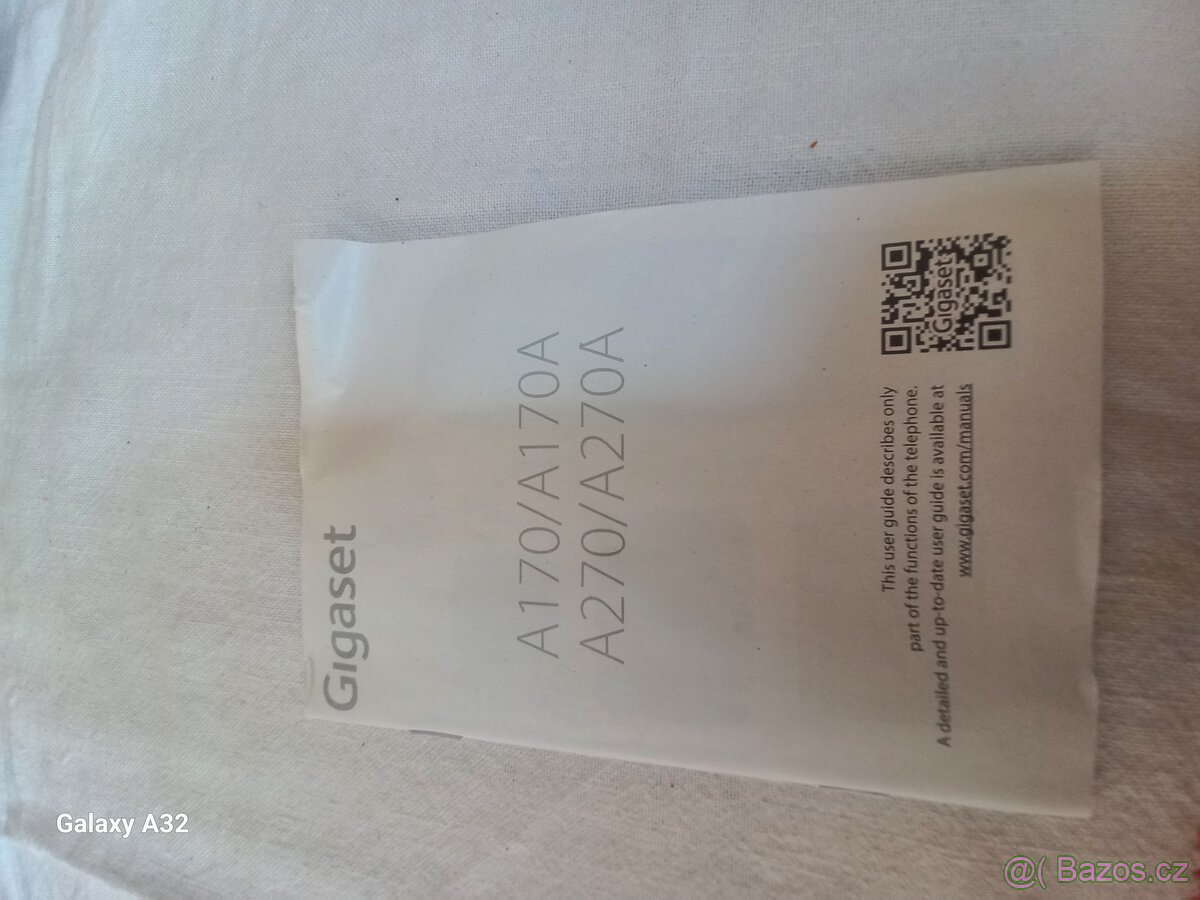 Gigaset
A170/A170A
A270/A270A
This user guide describes only
part of the functions of the telephone.
A detailed and up-to-date user guide is available at
www.gigaset.com/manuals
Gigaset
Galaxy A32
@( Bazos.cz